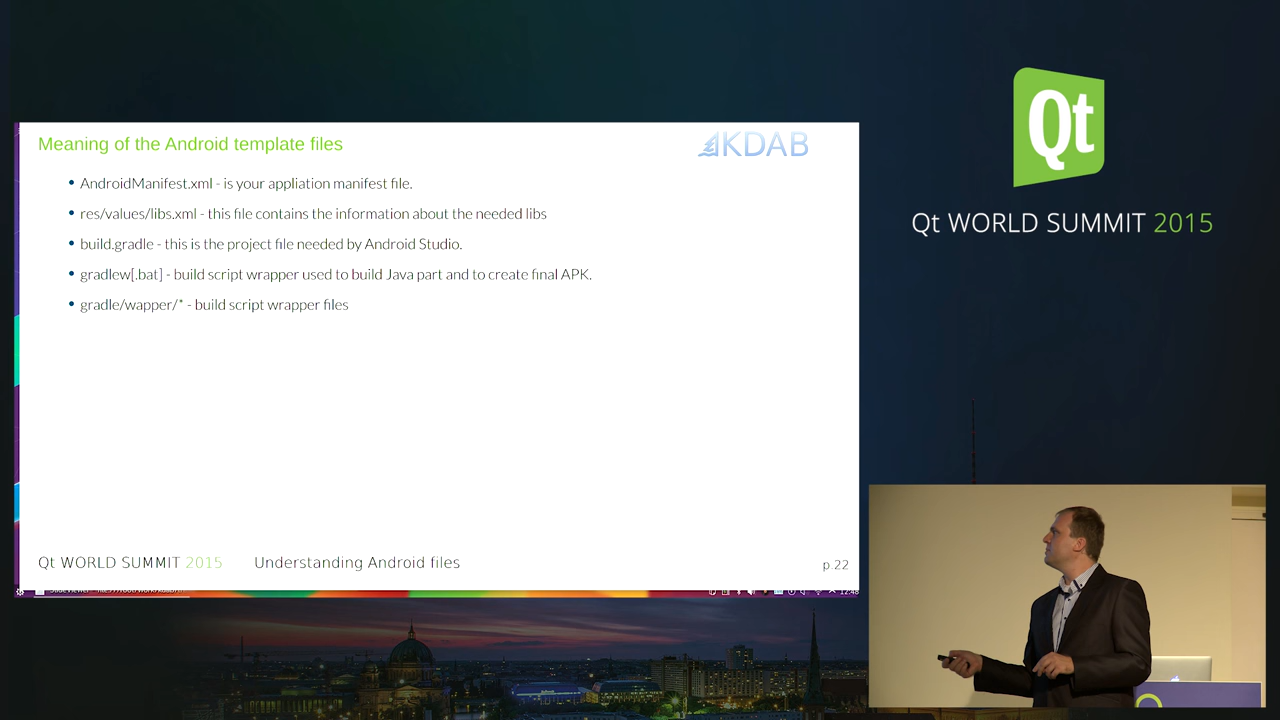 Meaning of the Android template files
KDAB
• AndroidManifest.xml - is your appliation manifest file.
• res/values/libs.xml - this file contains the information about the needed libs
• build.gradle - this is the project file needed by Android Studio.
• gradlew[.bat] - build script wrapper used to build Java part and to create final APK.
• gradle/wapper/* - build script wrapper files
Qt WORLD SUMMIT 2015 Understanding Android files
p.22
12:48
Qt
Qt WORLD SUMMIT 2015